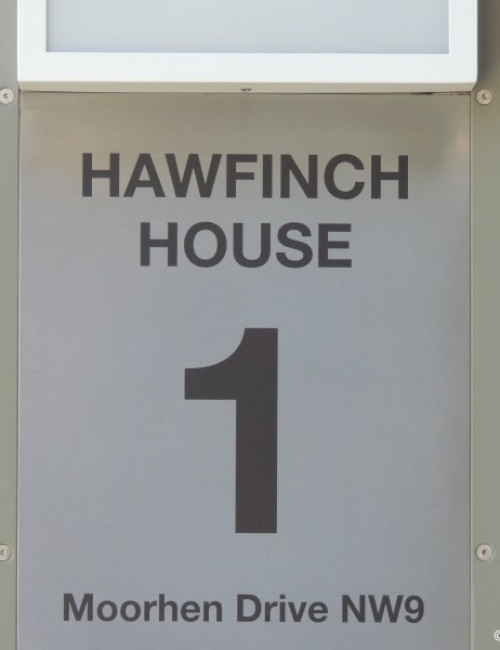 HAWFINCH
HOUSE
1
Moorhen Drive NW9